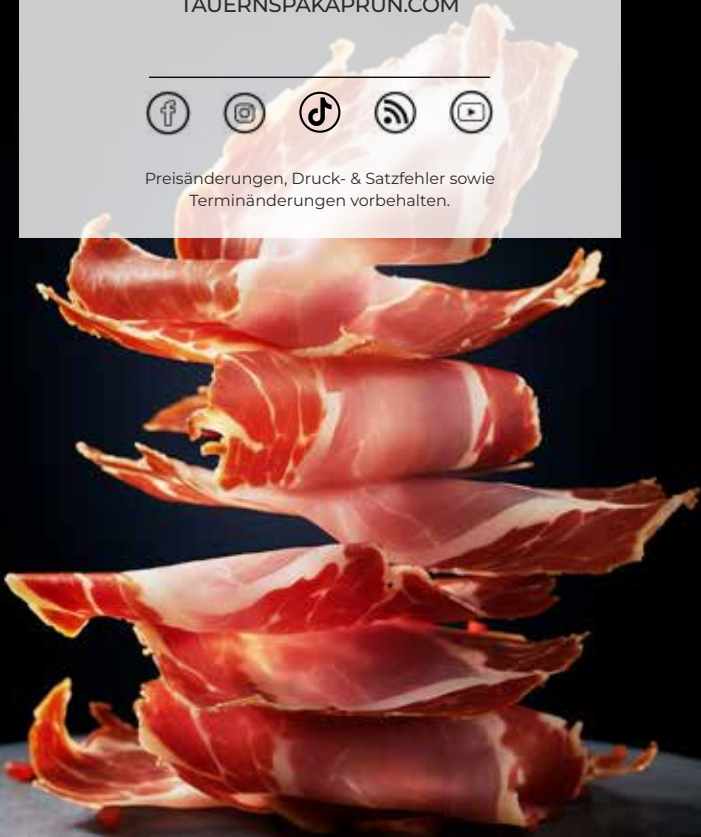 TAUERNSPAKAPRUN.COM
Preisänderungen, Druck- & Satzfehler sowie
Terminänderungen vorbehalten.